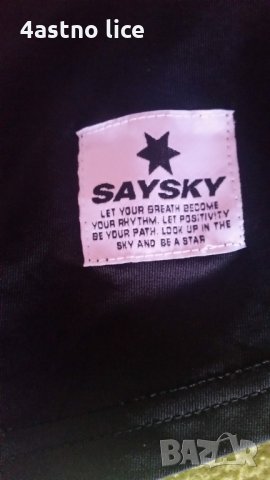 4astno lice
SAYSKY
LET YOUR BREATH BECOME
YOUR RHYTHM. LET POSITIVITY
BE YOUR PATH. LOOK UP IN THE
SKY AND BE A STAR
BAZAR